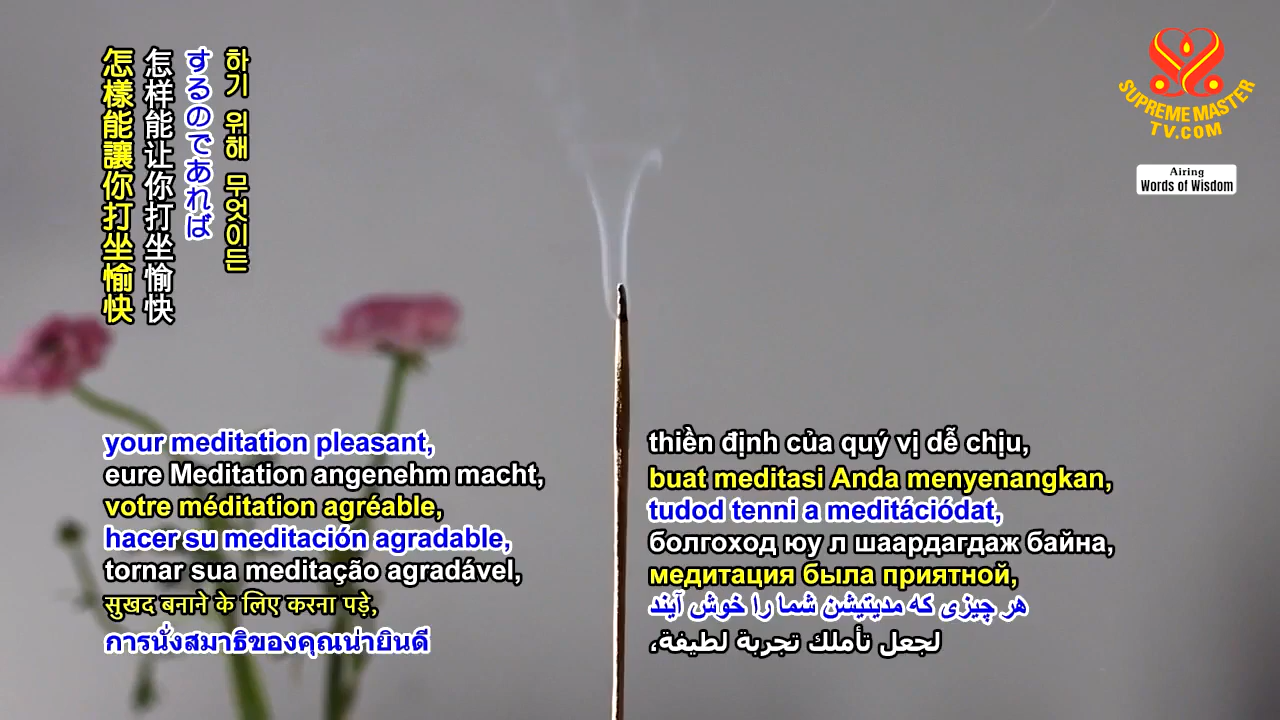 怎樣能讓你打坐愉快
怎样能让你打坐愉快
するのであれば
하기 위해 무엇이든
SUPREME MASTER
TV.COM
Airing
Words of Wisdom
your meditation pleasant,
eure Meditation angenehm macht,
votre méditation agréable,
hacer su meditación agradable,
tornar sua meditação agradável,
सुखद बनाने के लिए करना पड़े,
การนั่งสมาธิของคุณน่ายินดี
thiền định của quý vị dễ chịu,
buat meditasi Anda menyenangkan,
tudod tenni a meditációdat,
болгоход юу л шаардагдаж байна,
медитация была приятной,
هر چیزی که مدیتیشن شما را خوش آیند
لجعل تأملك تجربة لطيفة،